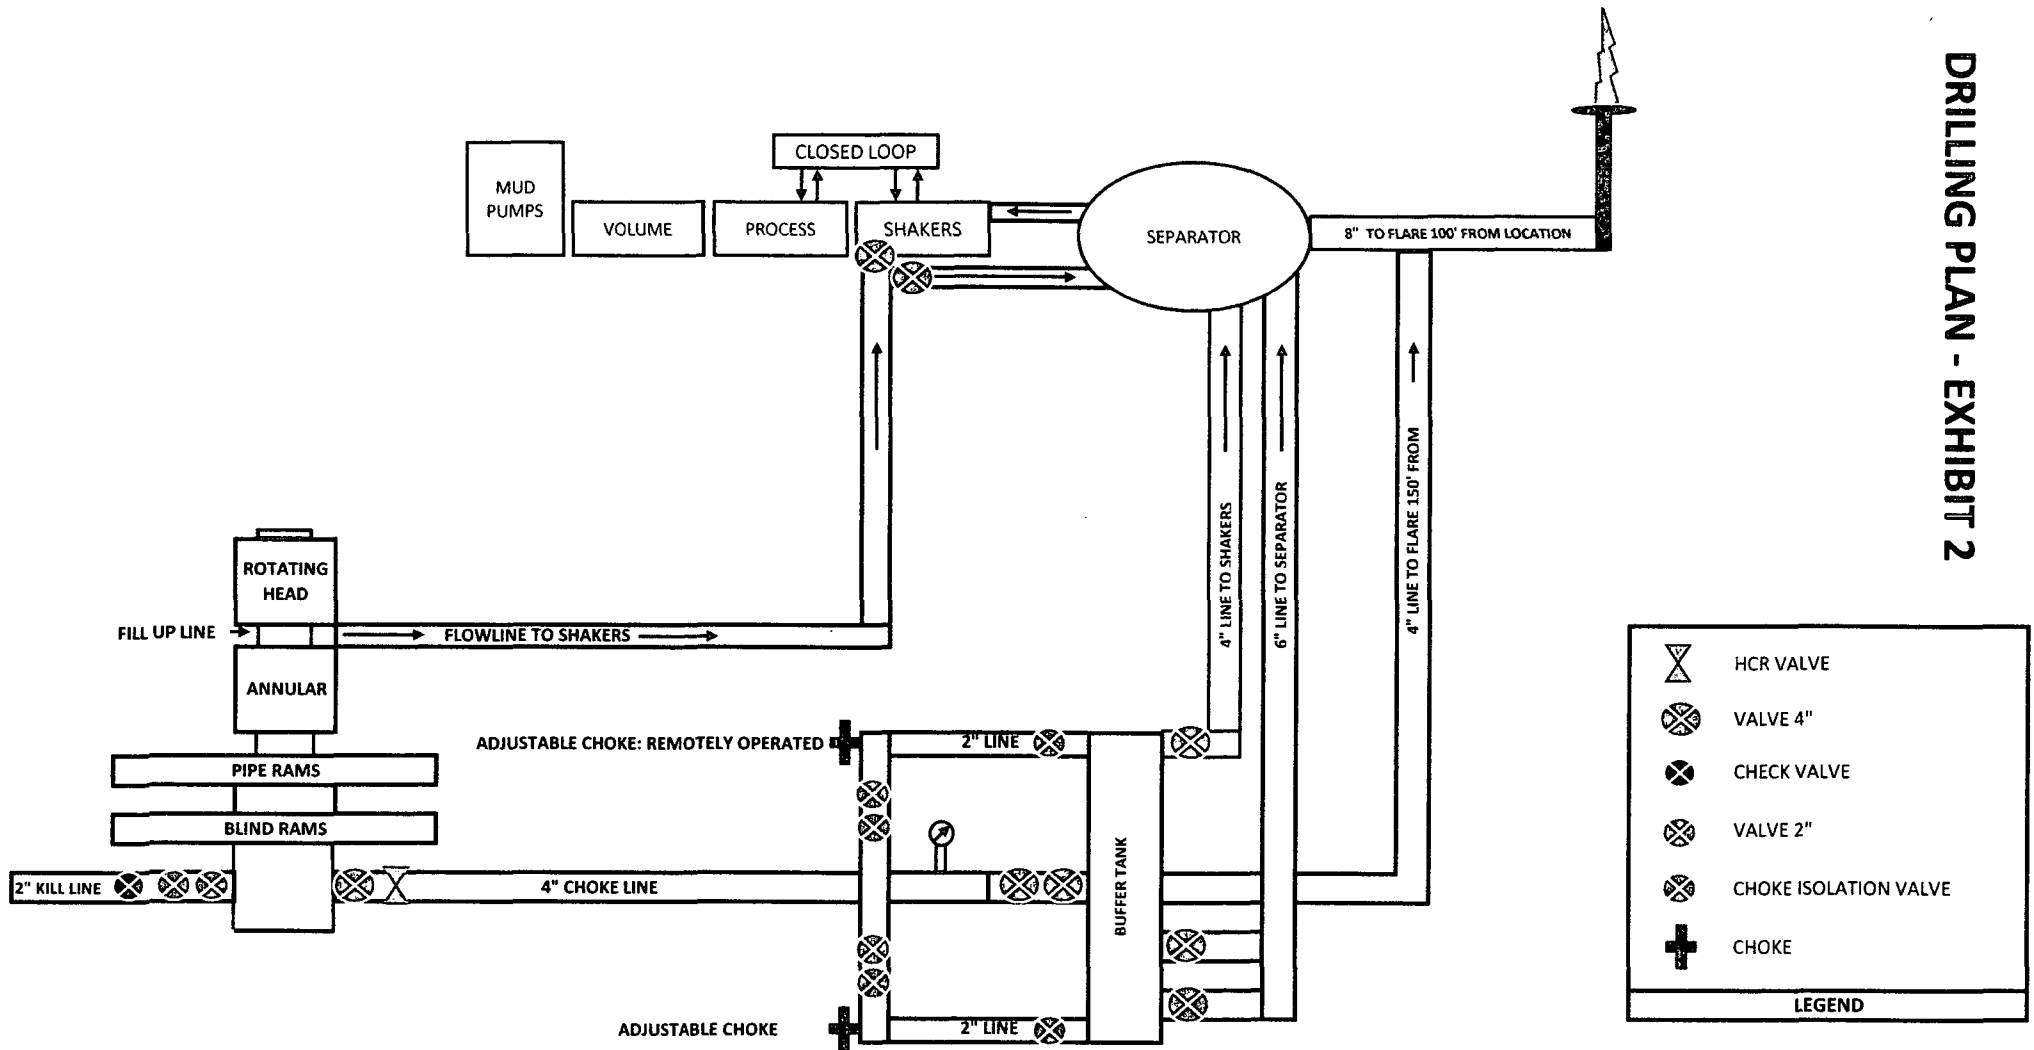 DRILLING PLAN - EXHIBIT 2
CLOSED LOOP
MUD
PUMPS
VOLUME
PROCESS
SHAKERS
SEPARATOR
8" TO FLARE 100' FROM LOCATION
ROTATING
HEAD
FILL UP LINE
FLOWLINE TO SHAKERS
ANNULAR
PIPE RAMS
BLIND RAMS
2" KILL LINE
4" CHOKE LINE
ADJUSTABLE CHOKE: REMOTELY OPERATED
2" LINE
BUFFER TANK
ADJUSTABLE CHOKE
2" LINE
4" LINE TO SHAKERS
6" LINE TO SEPARATOR
4" LINE TO FLARE 150' FROM
HCR VALVE
VALVE 4"
CHECK VALVE
VALVE 2"
CHOKE ISOLATION VALVE
CHOKE
LEGEND